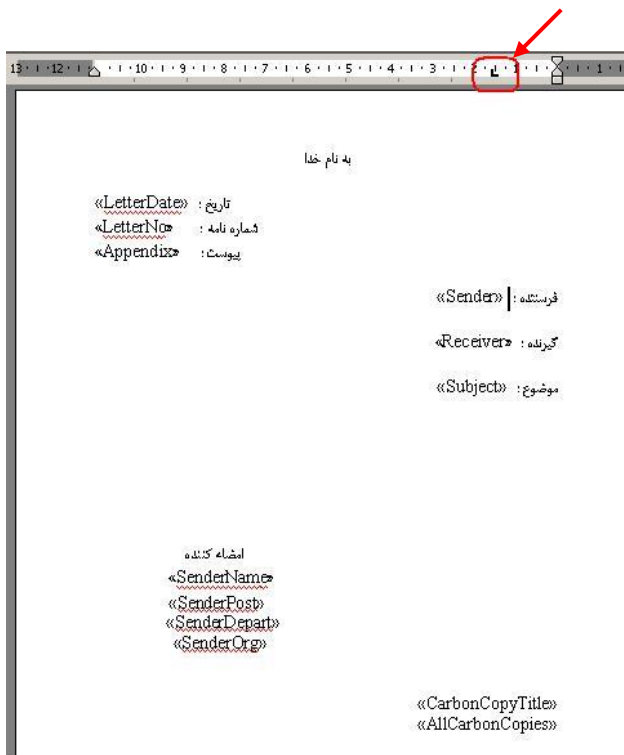 13 12 10 9 8 7 6 5 4 3 2 1 1
به نام خدا
تاریخ : «LetterDate»
شماره نامه : «LetterNo»
پیوست : «Appendix»
فرستنده : «Sender»
گیرنده : «Receiver»
موضوع : «Subject»
امضاء کننده
«SenderName»
«SenderPost»
«SenderDepart»
«SenderOrg»
«CarbonCopyTitle»
«AllCarbonCopies»